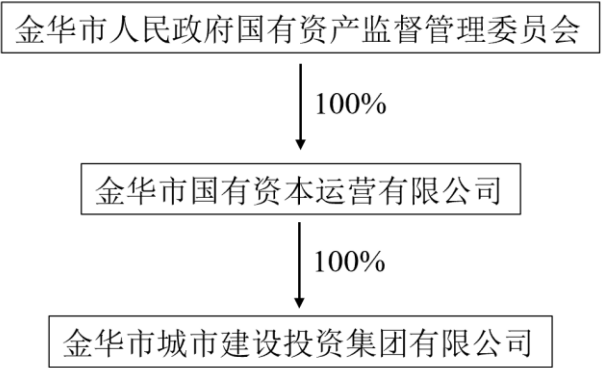 金华市人民政府国有资产监督管理委员会
100%
金华市国有资本运营有限公司
100%
金华市城市建设投资集团有限公司